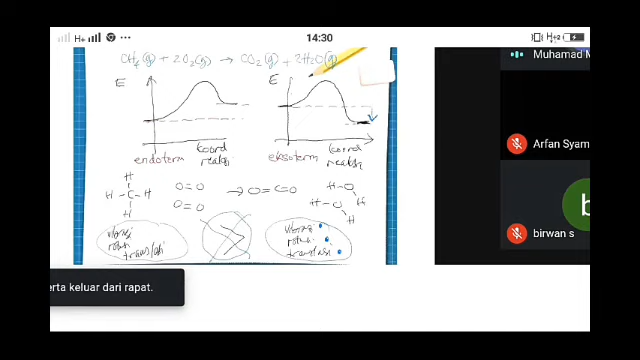 H+
14:30
H+2
CH4(g) + 2O2(g) → CO2(g) + 2H2O(g)
E
E
endoterm
koord reaksi
eksoterm
koord reaksi
H
H-C-H
H
O=O
O=O
→ O=C=O
H-O
H
H-O
H
vibrasi
rotasi
translasi
>
vibrasi
rotasi
translasi
Muhamad M
Arfan Syam
b
birwan s
erta keluar dari rapat.